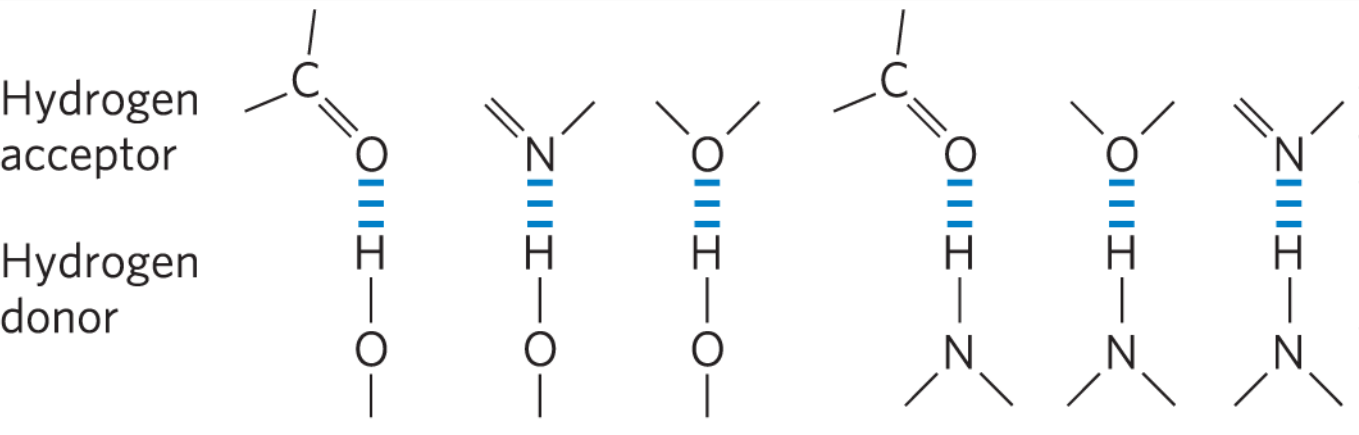 C C
Hydrogen
acceptor
O N O O O N
Hydrogen
donor
H H H H H H
O O O N N N